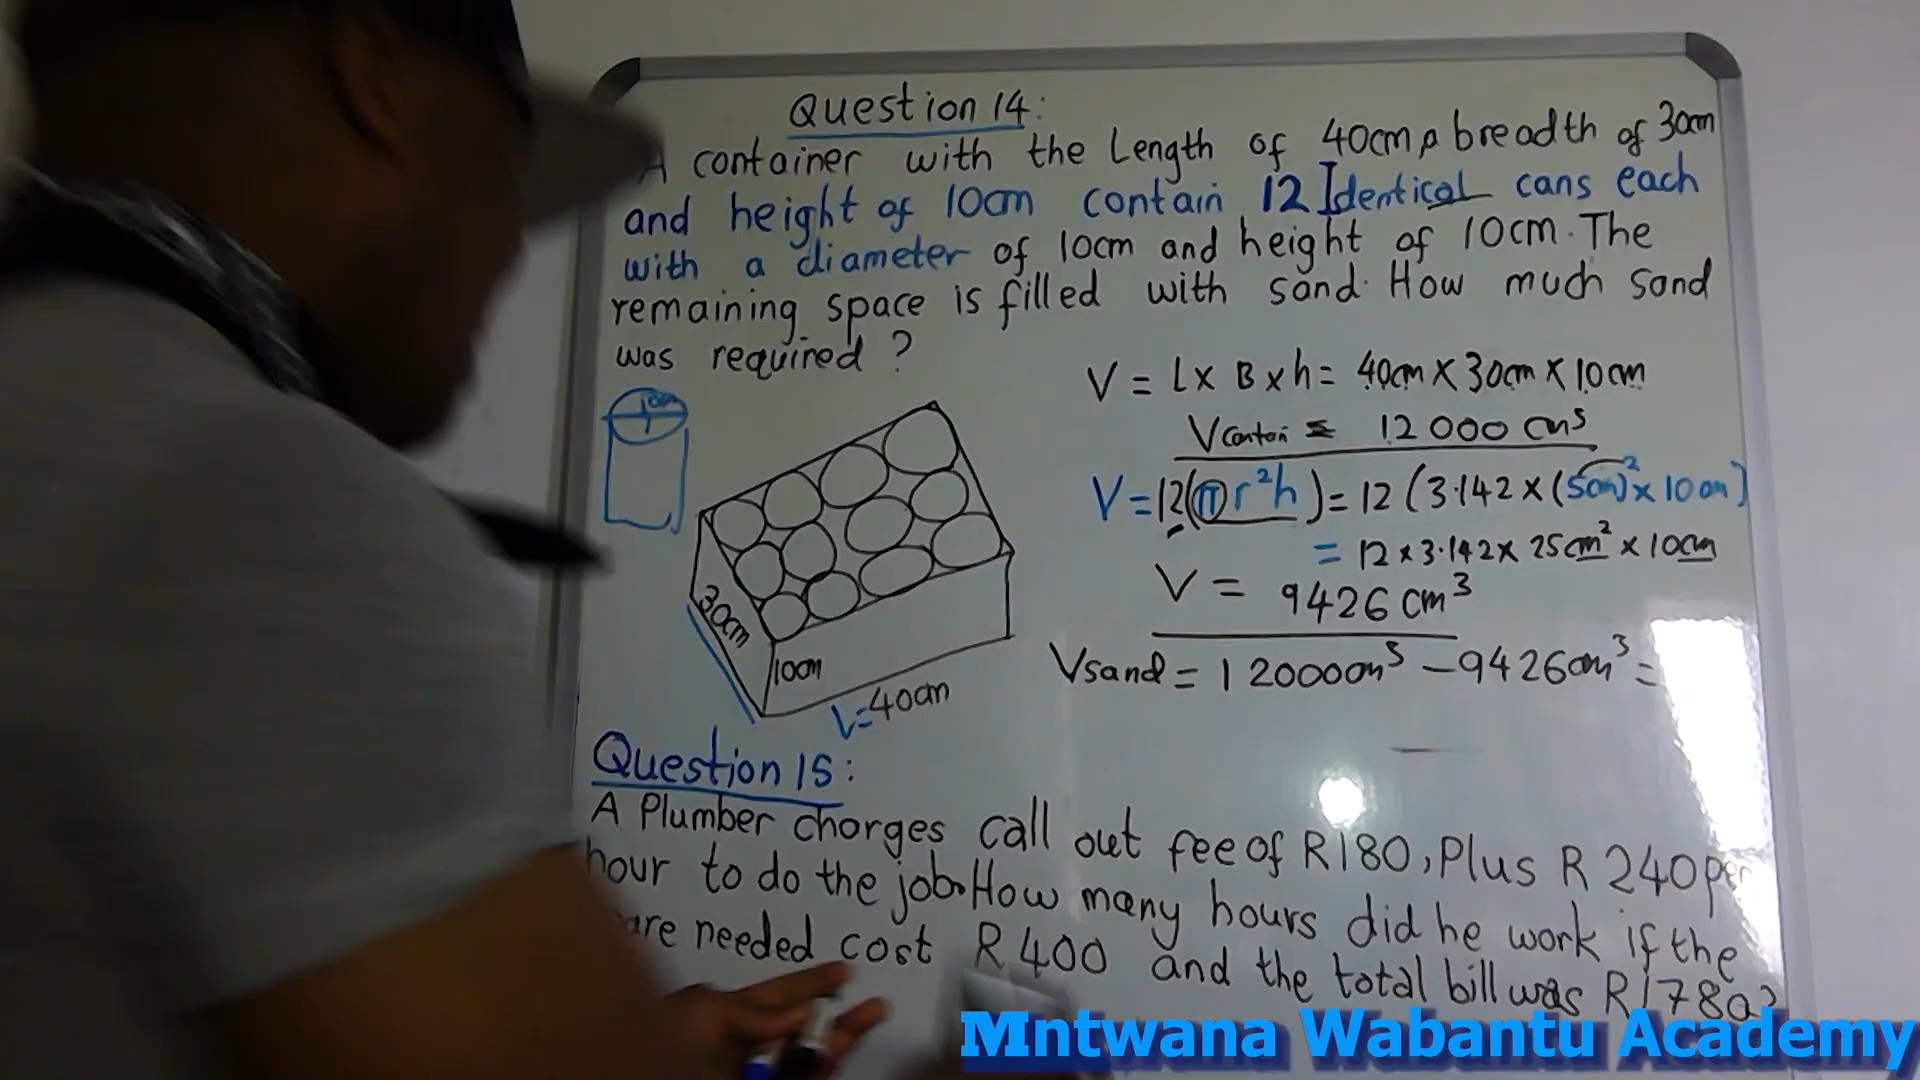 Question 14:
A container with the Length of 40cm, breadth of 30cm
and height of 10cm contain 12 Identical cans each
with a diameter of 10cm and height of 10cm. The
remaining space is filled with sand. How much sand
was required?
10cm
30cm
10cm
L=40cm
V = L x B x h = 40cm x 30cm x 10cm
Vcontain = 12000 cm³
V = 12(πr²h) = 12 (3.142 x (5cm)² x 10cm)
= 12 x 3.142 x 25cm² x 10cm
V = 9426 cm³
Vsand = 12000cm³ - 9426cm³ =
Question 15:
A Plumber charges call out fee of R180, Plus R 240 per
hour to do the job. How many hours did he work if the
needed cost R400 and the total bill was R1780?
Mntwana Wabantu Academy